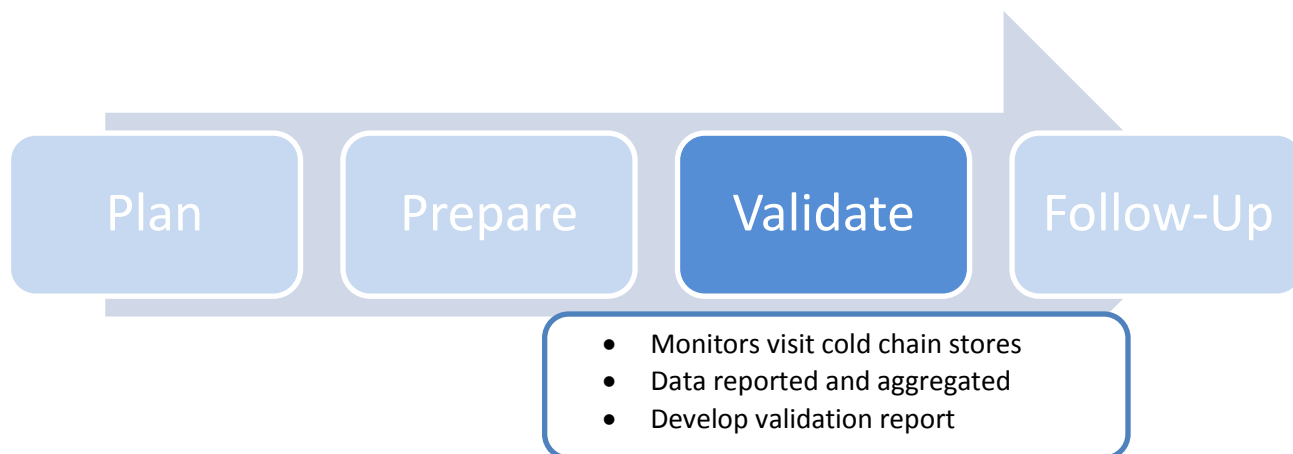 Plan
Prepare
Validate
Follow-Up
• Monitors visit cold chain stores
• Data reported and aggregated
• Develop validation report